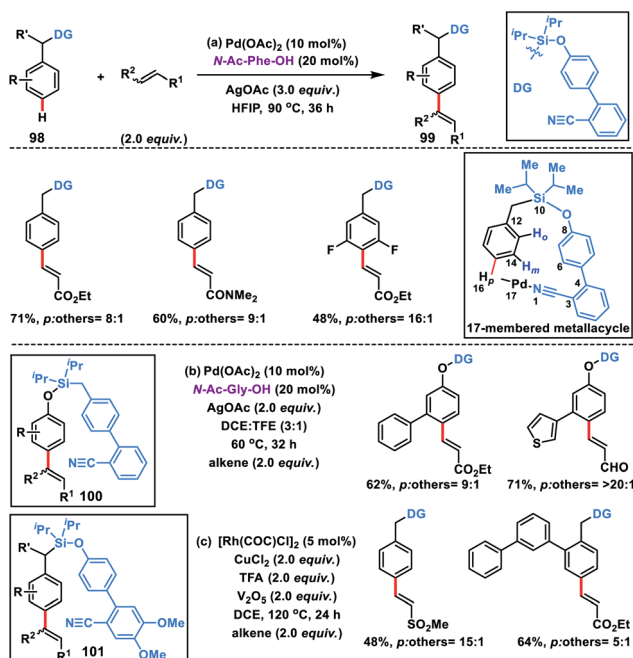 R'
DG
R
H
98
+
R² R¹
(2.0 equiv.)
(a) Pd(OAc)₂ (10 mol%)
N-Ac-Phe-OH (20 mol%)
AgOAc (3.0 equiv.)
HFIP, 90 °C, 36 h
R'
DG
R
R²
R¹
99
ⁱPr
ⁱPr Si O
DG
N≡
DG
CO₂Et
71%, p:others= 8:1
DG
CONMe₂
60%, p:others= 9:1
DG
F F
CO₂Et
48%, p:others= 16:1
Me Me
Me Me
Si
10
O
8
12
Hₒ
14
Hₘ
6
4
Hₚ
16
Pd
17
N
1
3
17-membered metallacycle
ⁱPr
ⁱPr
Si
O
R
N≡
R²
R¹
100
(b) Pd(OAc)₂ (10 mol%)
N-Ac-Gly-OH (20 mol%)
AgOAc (2.0 equiv.)
DCE:TFE (3:1)
60 °C, 32 h
alkene (2.0 equiv.)
DG
O
CO₂Et
62%, p:others= 9:1
DG
O
S
CHO
71%, p:others= >20:1
ⁱPr
ⁱPr
R' Si O
R
N≡
OMe
OMe
R²
R¹
101
(c) [Rh(COC)Cl]₂ (5 mol%)
CuCl₂ (2.0 equiv.)
TFA (2.0 equiv.)
V₂O₅ (2.0 equiv.)
DCE, 120 °C, 24 h
alkene (2.0 equiv.)
DG
SO₂Me
48%, p:others= 15:1
DG
CO₂Et
64%, p:others= 5:1